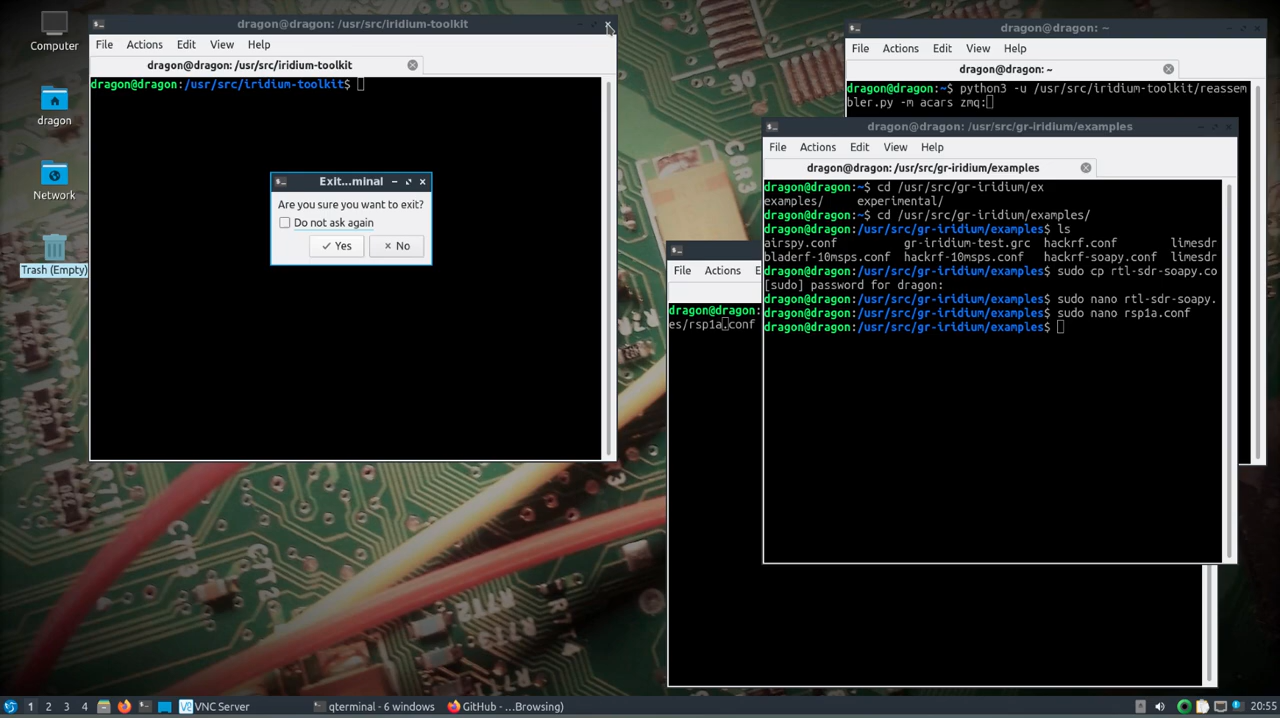 Computer
dragon
Network
Trash (Empty)
dragon@dragon: /usr/src/iridium-toolkit
File Actions Edit View Help
dragon@dragon: /usr/src/iridium-toolkit
dragon@dragon:/usr/src/iridium-toolkit$
Exit...minal
Are you sure you want to exit?
Do not ask again
Yes No
dragon@dragon: ~
File Actions Edit View Help
dragon@dragon: ~
dragon@dragon:~$ python3 -u /usr/src/iridium-toolkit/reassem
bler.py -m acars zmq:
dragon@dragon: /usr/src/gr-iridium/examples
File Actions Edit View Help
dragon@dragon: /usr/src/gr-iridium/examples
dragon@dragon:~$ cd /usr/src/gr-iridium/ex
examples/ experimental/
dragon@dragon:~$ cd /usr/src/gr-iridium/examples/
dragon@dragon:/usr/src/gr-iridium/examples$ ls
airspy.conf gr-iridium-test.grc hackrf.conf limesdr
bladerf-10msps.conf hackrf-10msps.conf hackrf-soapy.conf limesdr
dragon@dragon:/usr/src/gr-iridium/examples$ sudo cp rtl-sdr-soapy.co
[sudo] password for dragon:
dragon@dragon:/usr/src/gr-iridium/examples$ sudo nano rtl-sdr-soapy.
dragon@dragon:/usr/src/gr-iridium/examples$ sudo nano rsp1a.conf
dragon@dragon:/usr/src/gr-iridium/examples$
File Actions E
dragon@dragon:
es/rsp1a.conf
1 2 3 4 VNC Server qterminal - 6 windows GitHub - ...Browsing) 20:55